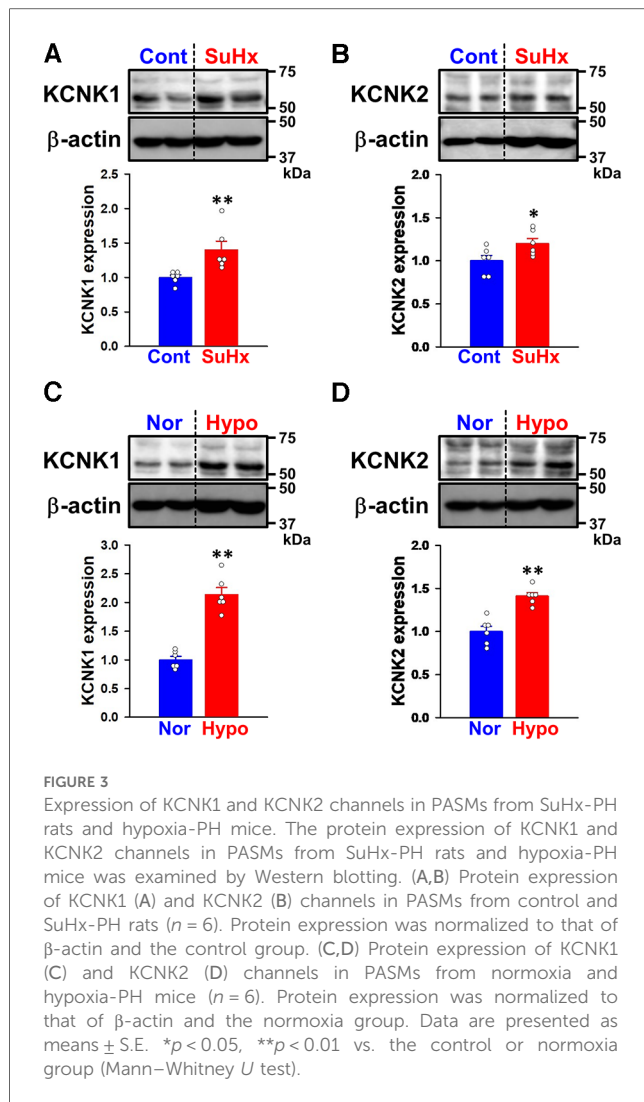 A
Cont SuHx
KCNK1
75
50
β-actin
50
37
kDa
KCNK1 expression
2.5
2.0
1.5
1.0
0.5
0.0
**
Cont SuHx
B
Cont SuHx
KCNK2
75
50
β-actin
50
37
kDa
KCNK2 expression
2.0
1.5
1.0
0.5
0.0
*
Cont SuHx
C
Nor Hypo
KCNK1
75
50
β-actin
50
37
kDa
KCNK1 expression
3.0
2.5
2.0
1.5
1.0
0.5
0.0
**
Nor Hypo
D
Nor Hypo
KCNK2
75
50
β-actin
50
37
kDa
KCNK2 expression
2.0
1.5
1.0
0.5
0.0
**
Nor Hypo
FIGURE 3
Expression of KCNK1 and KCNK2 channels in PASMs from SuHx-PH
rats and hypoxia-PH mice. The protein expression of KCNK1 and
KCNK2 channels in PASMs from SuHx-PH rats and hypoxia-PH
mice was examined by Western blotting. (A,B) Protein expression
of KCNK1 (A) and KCNK2 (B) channels in PASMs from control and
SuHx-PH rats (n = 6). Protein expression was normalized to that of
β-actin and the control group. (C,D) Protein expression of KCNK1
(C) and KCNK2 (D) channels in PASMs from normoxia and
hypoxia-PH mice (n = 6). Protein expression was normalized to
that of β-actin and the normoxia group. Data are presented as
means ± S.E. *p < 0.05, **p < 0.01 vs. the control or normoxia
group (Mann–Whitney U test).